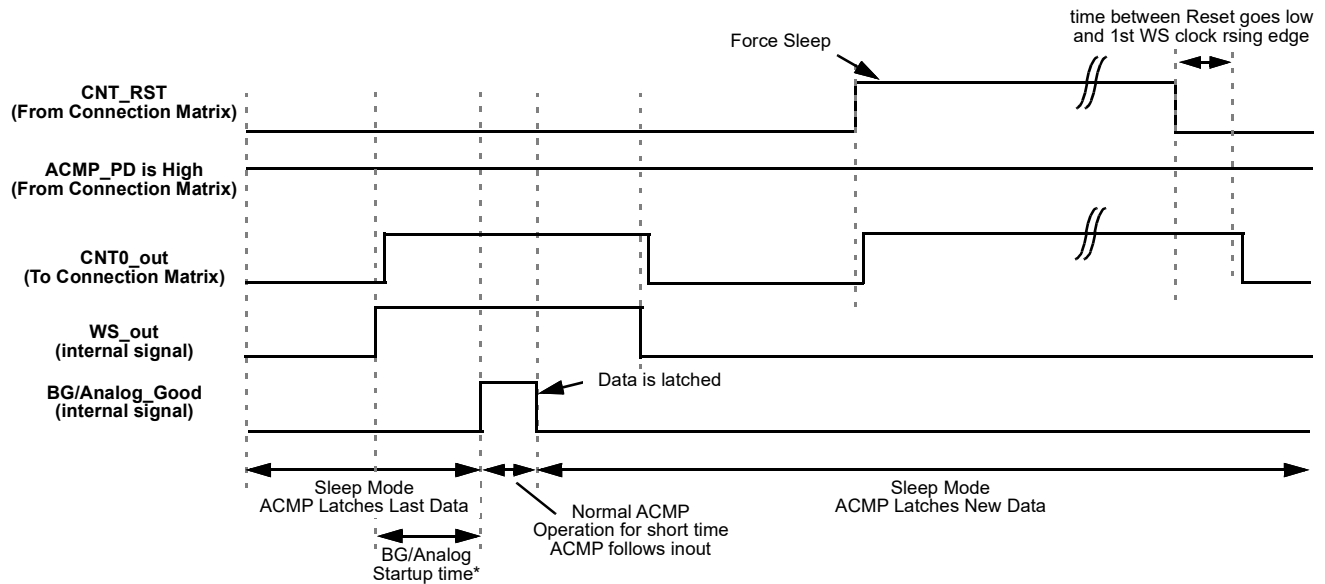 time between Reset goes low
and 1st WS clock rsing edge
Force Sleep
CNT_RST
(From Connection Matrix)
ACMP_PD is High
(From Connection Matrix)
CNT0_out
(To Connection Matrix)
WS_out
(internal signal)
BG/Analog_Good
(internal signal)
Data is latched
Sleep Mode
ACMP Latches Last Data
Normal ACMP
Operation for short time
ACMP follows inout
Sleep Mode
ACMP Latches New Data
BG/Analog
Startup time*